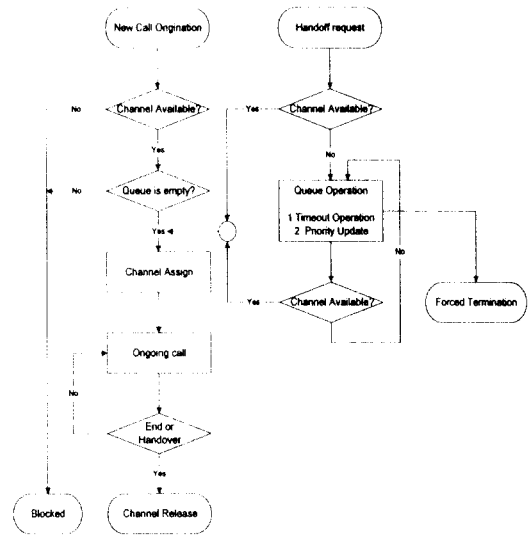 New Call Origination
Handoff request
No
Channel Available?
Yes
Channel Available?
Yes
No
No
Queue is empty?
Queue Operation
1 Timeout Operation
2 Priority Update
Yes
No
Channel Assign
Yes
Channel Available?
Forced Termination
Ongoing call
No
End or
Handover
Yes
Blocked
Channel Release